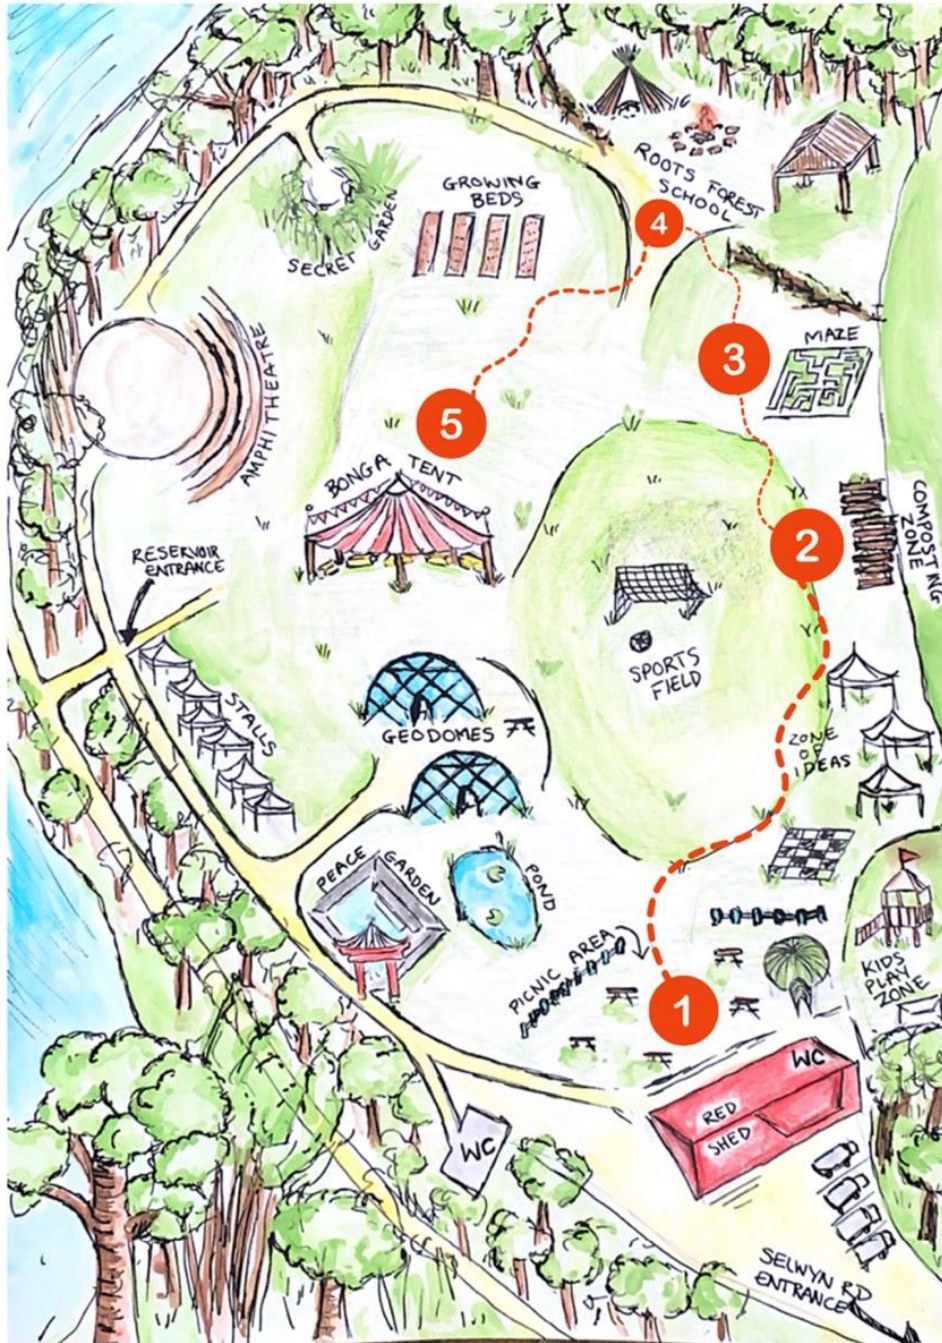 ROOTS FOREST
SCHOOL
4
GROWING
BEDS
SECRET GARDEN
3
MAZE
AMPHITHEATRE
5
BONGA TENT
COMPOSTING
ZONE
2
RESERVOIR
ENTRANCE
SPORTS
FIELD
STALLS
GEODOMES
ZONE
OF
IDEAS
PEACE GARDEN
POND
PICNIC AREA
KIDS
PLAY
ZONE
1
WC
RED
SHED
WC
SELWYN RD
ENTRANCE